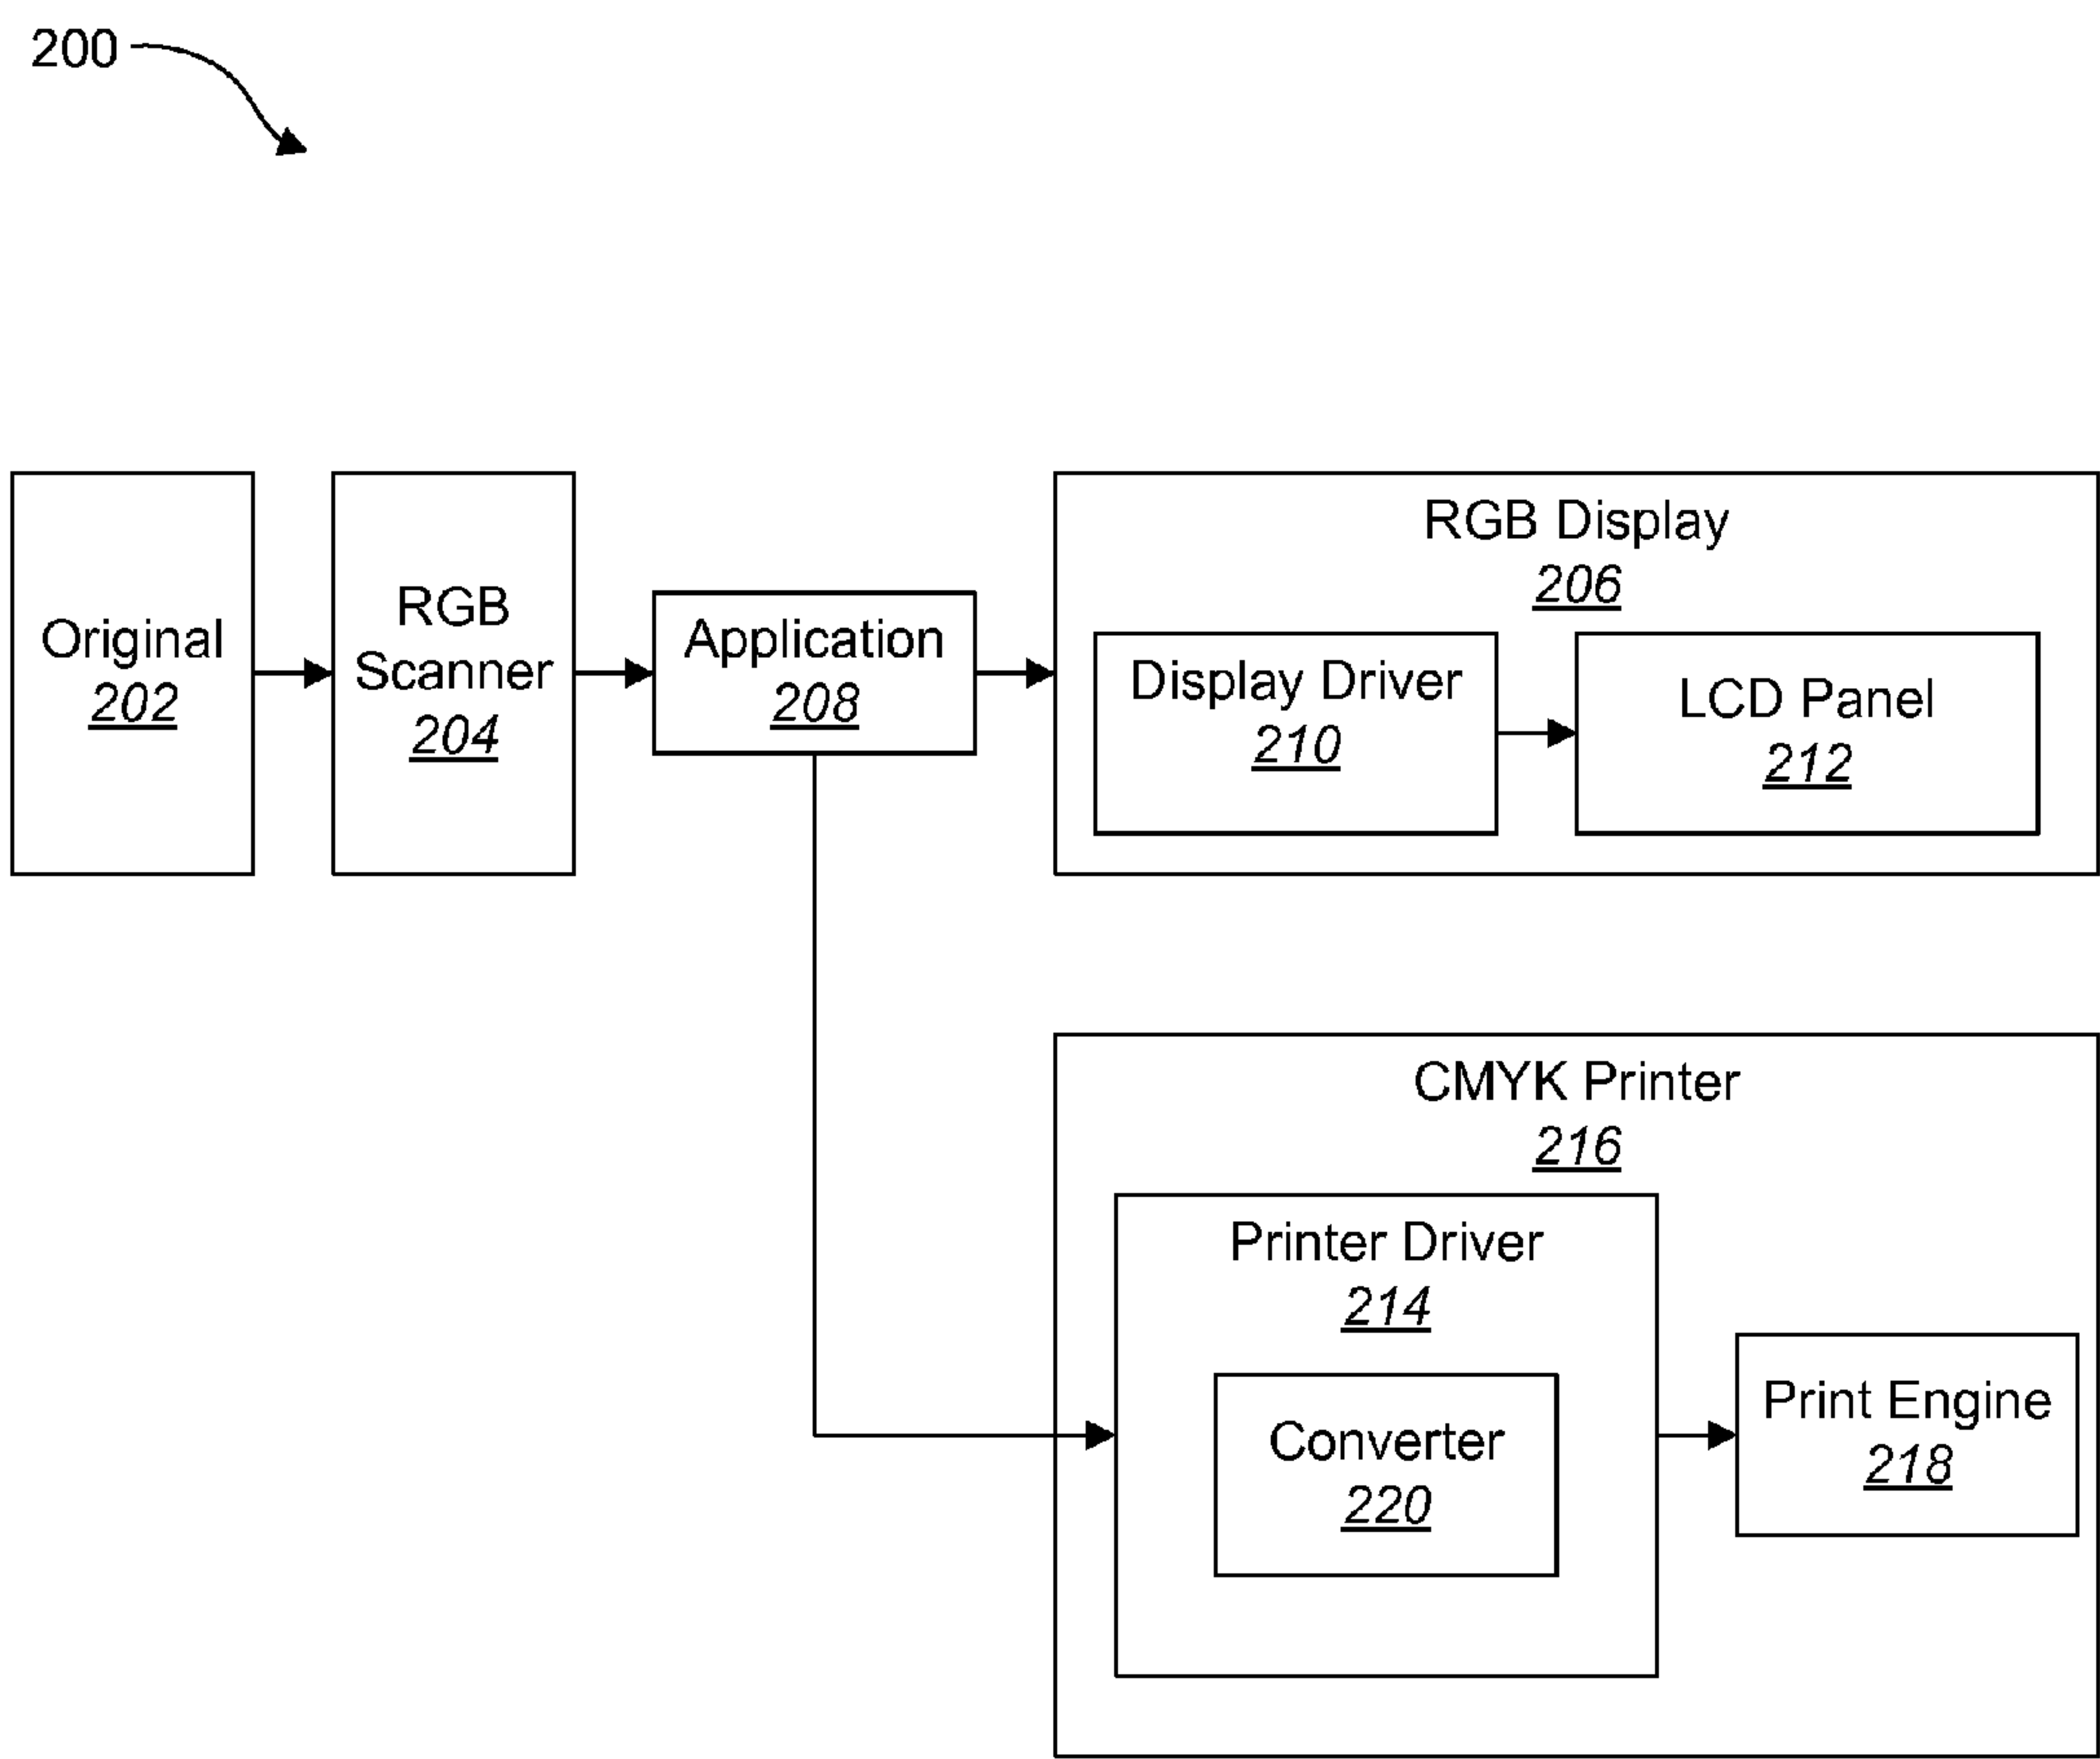 200
Original
202
RGB
Scanner
204
Application
208
RGB Display
206
Display Driver
210
LCD Panel
212
CMYK Printer
216
Printer Driver
214
Converter
220
Print Engine
218